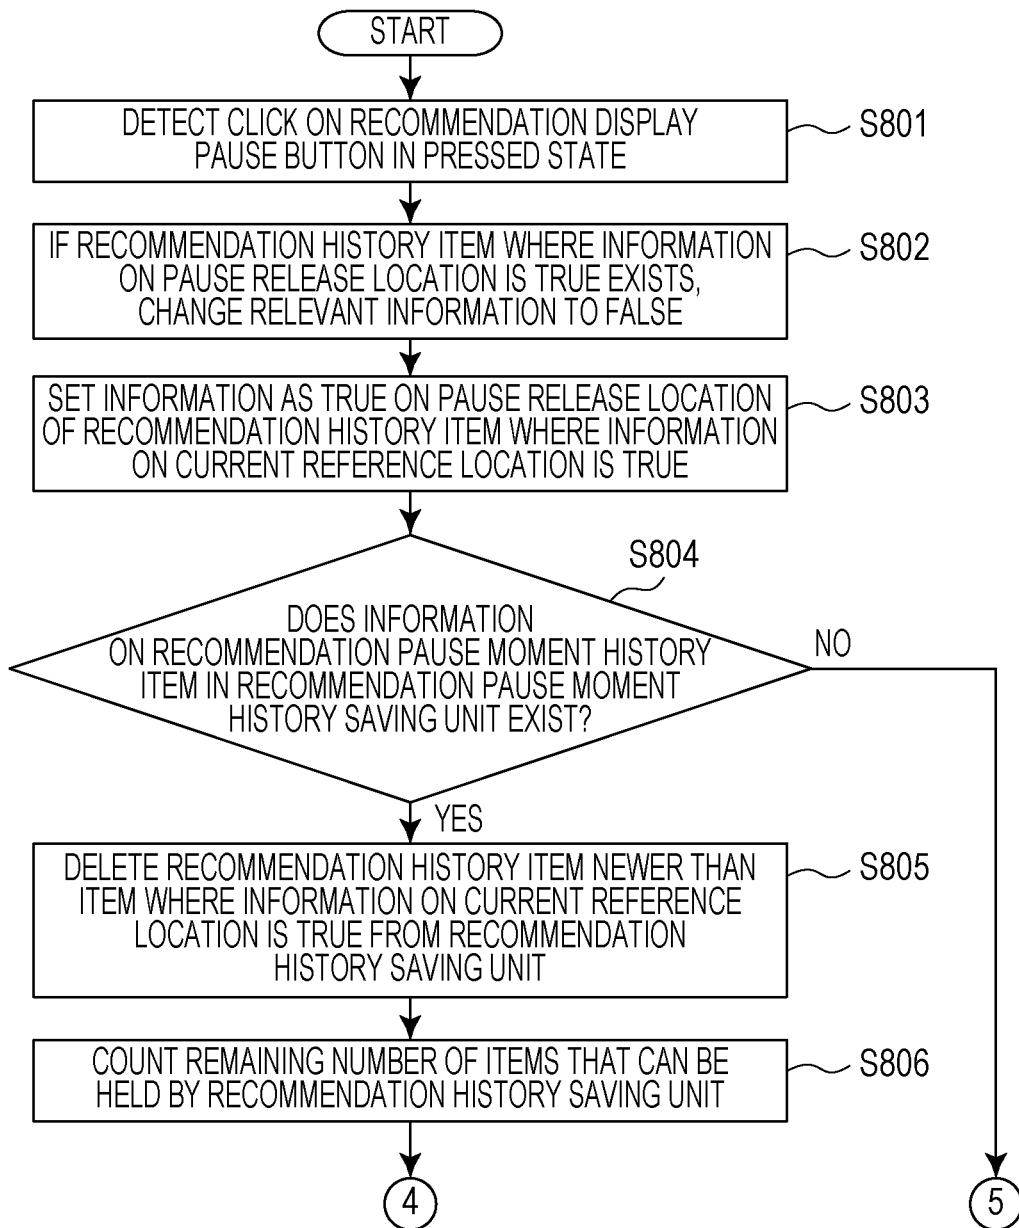 START
DETECT CLICK ON RECOMMENDATION DISPLAY
PAUSE BUTTON IN PRESSED STATE
S801
IF RECOMMENDATION HISTORY ITEM WHERE INFORMATION
ON PAUSE RELEASE LOCATION IS TRUE EXISTS,
CHANGE RELEVANT INFORMATION TO FALSE
S802
SET INFORMATION AS TRUE ON PAUSE RELEASE LOCATION
OF RECOMMENDATION HISTORY ITEM WHERE INFORMATION
ON CURRENT REFERENCE LOCATION IS TRUE
S803
S804
DOES INFORMATION
ON RECOMMENDATION PAUSE MOMENT HISTORY
ITEM IN RECOMMENDATION PAUSE MOMENT
HISTORY SAVING UNIT EXIST?
NO
YES
DELETE RECOMMENDATION HISTORY ITEM NEWER THAN
ITEM WHERE INFORMATION ON CURRENT REFERENCE
LOCATION IS TRUE FROM RECOMMENDATION
HISTORY SAVING UNIT
S805
COUNT REMAINING NUMBER OF ITEMS THAT CAN BE
HELD BY RECOMMENDATION HISTORY SAVING UNIT
S806
4
5